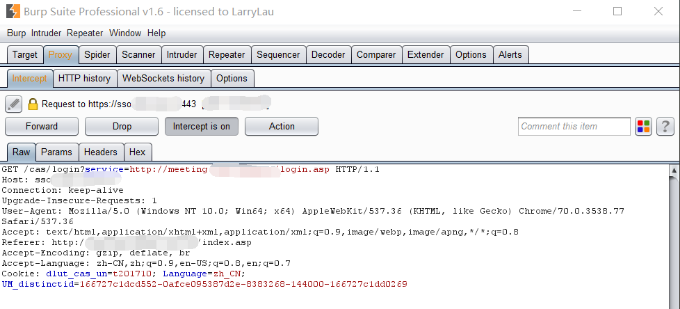 Burp Suite Professional v1.6 - licensed to LarryLau
Burp Intruder Repeater Window Help
Target Proxy Spider Scanner Intruder Repeater Sequencer Decoder Comparer Extender Options Alerts
Intercept HTTP history WebSockets history Options
Request to https://sso 443
Forward Drop Intercept is on Action Comment this item ?
Raw Params Headers Hex
GET /cas/login?service=http://meeting login.asp HTTP/1.1
Host: sso
Connection: keep-alive
Upgrade-Insecure-Requests: 1
User-Agent: Mozilla/5.0 (Windows NT 10.0; Win64; x64) AppleWebKit/537.36 (KHTML, like Gecko) Chrome/70.0.3538.77
Safari/537.36
Accept: text/html,application/xhtml+xml,application/xml;q=0.9,image/webp,image/apng,*/*;q=0.8
Referer: http:/ /index.asp
Accept-Encoding: gzip, deflate, br
Accept-Language: zh-CN,zh;q=0.9,en-US;q=0.8,en;q=0.7
Cookie: dlut_cas_un=t201710; Language=zh_CN;
UM_distinctid=166727c1dcd552-0afce095387d2e-8383268-144000-166727c1dd0269